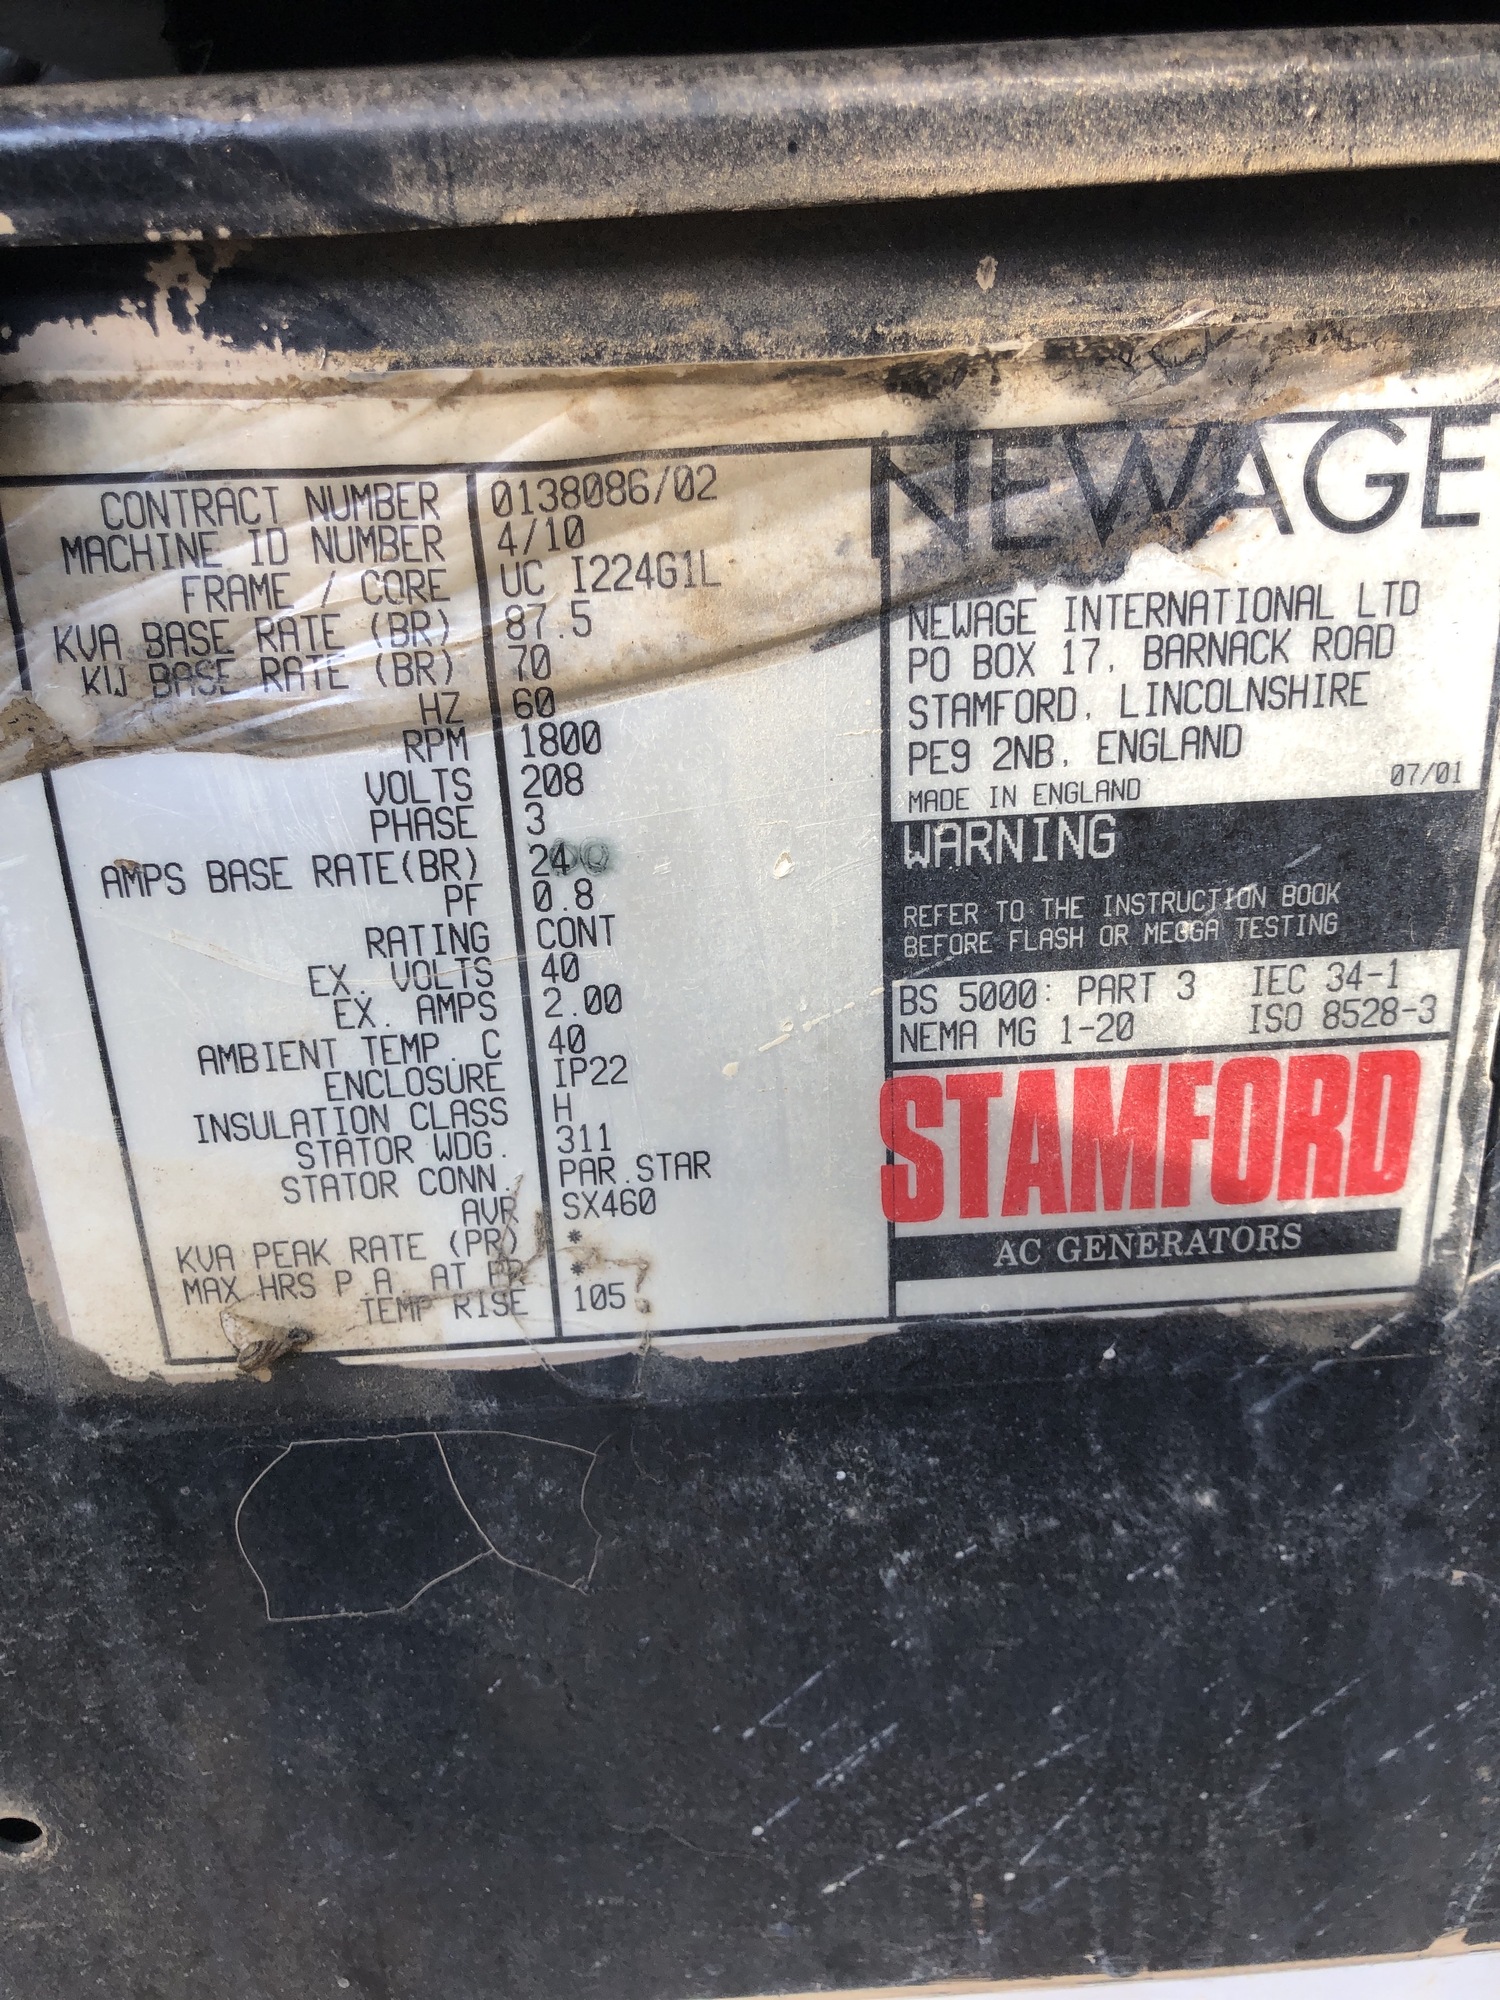 CONTRACT NUMBER 0138086/02
MACHINE ID NUMBER 4/10
FRAME / CORE UC I224G1L
KVA BASE RATE (BR) 87.5
KW BASE RATE (BR) 70
HZ 60
RPM 1800
VOLTS 208
PHASE 3
AMPS BASE RATE(BR)
PF 0.8
RATING CONT
EX. VOLTS 40
EX. AMPS 2.00
AMBIENT TEMP. C 40
ENCLOSURE IP22
INSULATION CLASS H
STATOR WDG. 311
STATOR CONN. PAR.STAR
AVR SX460
KVA PEAK RATE (PR) *
MAX HRS P.A. AT PR *
TEMP RISE 105
NEWAGE
NEWAGE INTERNATIONAL LTD
PO BOX 17, BARNACK ROAD
STAMFORD, LINCOLNSHIRE
PE9 2NB, ENGLAND
MADE IN ENGLAND 07/01
WARNING
REFER TO THE INSTRUCTION BOOK
BEFORE FLASH OR MEGGA TESTING
BS 5000: PART 3 IEC 34-1
NEMA MG 1-20 ISO 8528-3
STAMFORD
AC GENERATORS